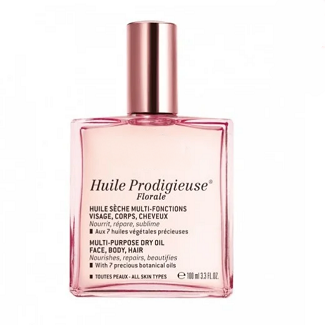 Huile Prodigieuse®
Florale
HUILE SÈCHE MULTI-FONCTIONS
VISAGE, CORPS, CHEVEUX
Nourrit, répare, sublime
■ Aux 7 huiles végétales précieuses
MULTI-PURPOSE DRY OIL
FACE, BODY, HAIR
Nourishes, repairs, beautifies
■ With 7 precious botanical oils
■ TOUTES PEAUX - ALL SKIN TYPES ℮ 100 ml 3.3 FL.OZ.